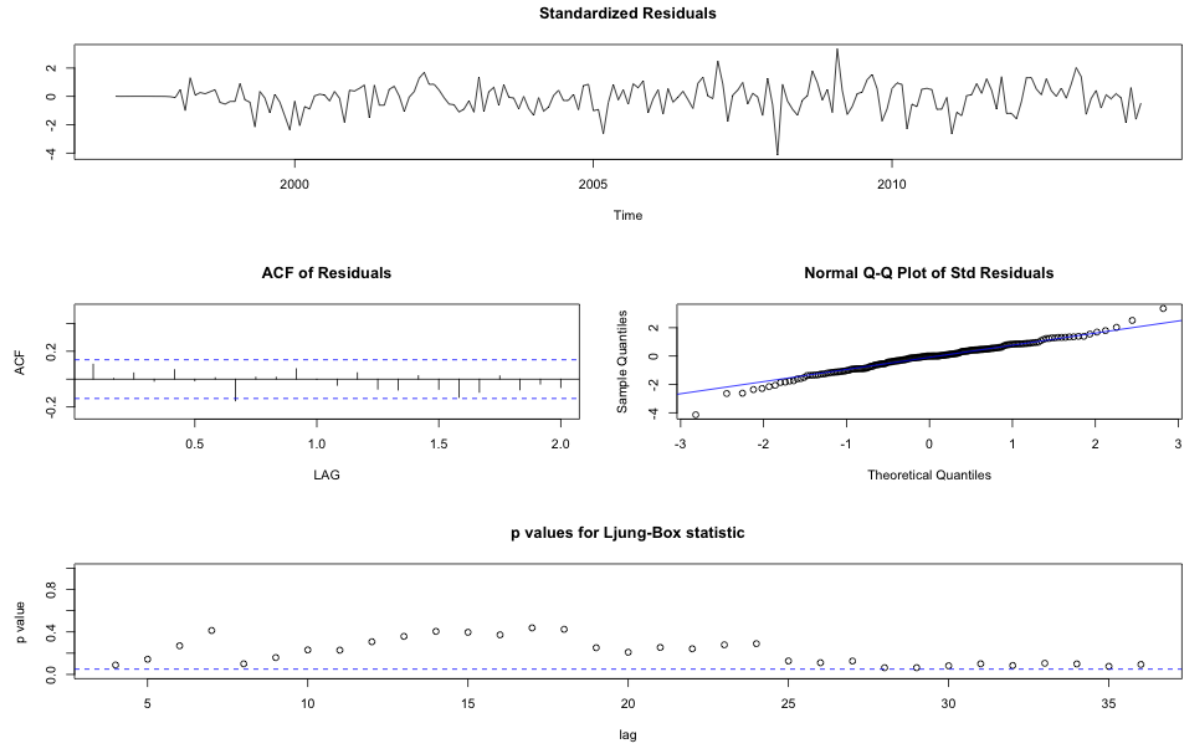 Standardized Residuals
2
0
-2
-4
2000 2005 2010
Time
ACF of Residuals
ACF
0.2
-0.2
0.5 1.0 1.5 2.0
LAG
Normal Q-Q Plot of Std Residuals
Sample Quantiles
2
0
-2
-4
-3 -2 -1 0 1 2 3
Theoretical Quantiles
p values for Ljung-Box statistic
p value
0.8
0.4
0.0
5 10 15 20 25 30 35
lag